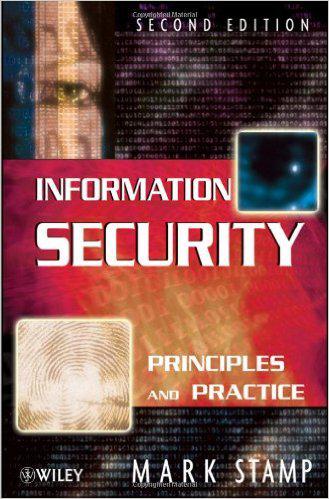 SECOND EDITION
INFORMATION
SECURITY
PRINCIPLES
AND PRACTICE
WILEY
MARK STAMP